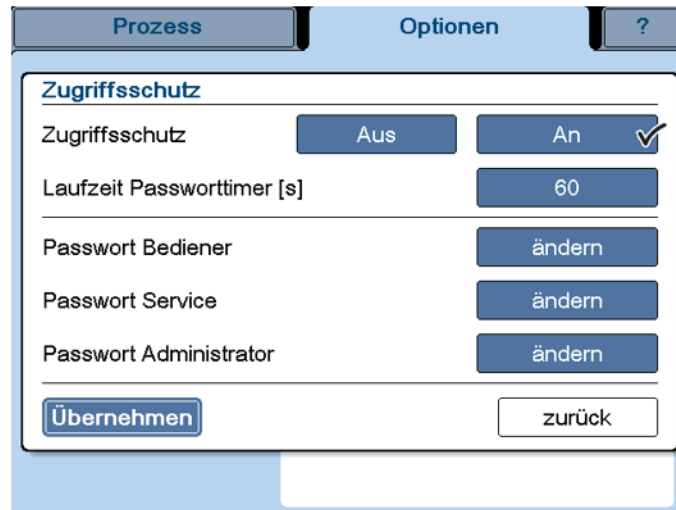 Prozess Optionen ?
Zugriffsschutz
Zugriffsschutz Aus An
Laufzeit Passworttimer [s] 60
Passwort Bediener ändern
Passwort Service ändern
Passwort Administrator ändern
Übernehmen zurück